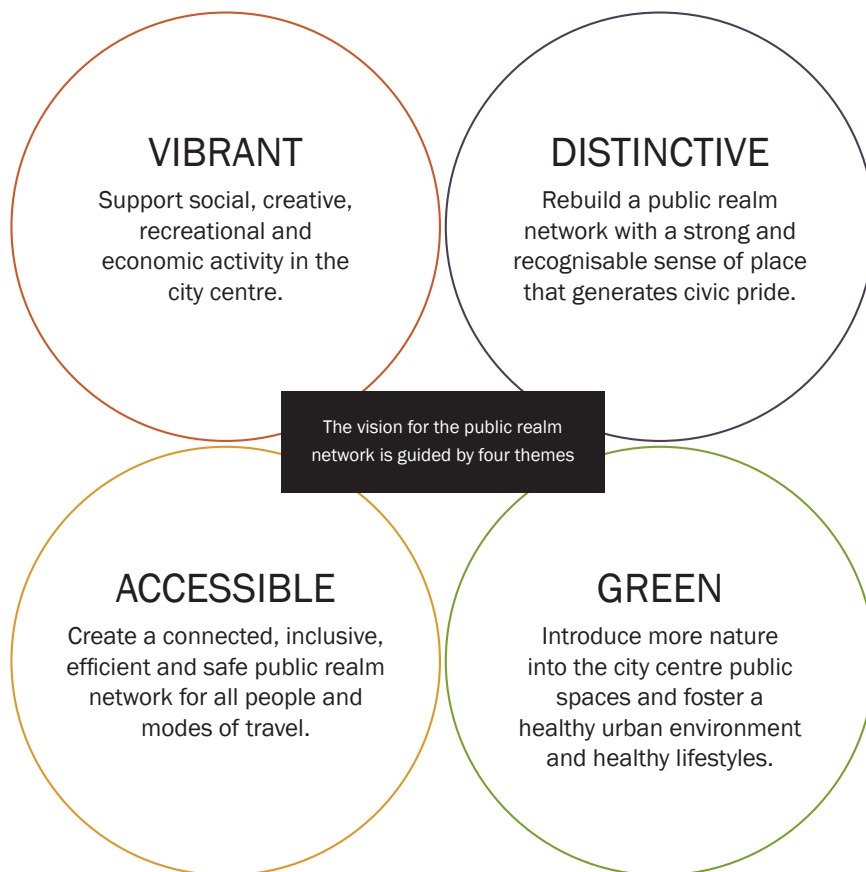 VIBRANT
Support social, creative,
recreational and
economic activity in the
city centre.
DISTINCTIVE
Rebuild a public realm
network with a strong and
recognisable sense of place
that generates civic pride.
The vision for the public realm
network is guided by four themes
ACCESSIBLE
Create a connected, inclusive,
efficient and safe public realm
network for all people and
modes of travel.
GREEN
Introduce more nature
into the city centre public
spaces and foster a
healthy urban environment
and healthy lifestyles.